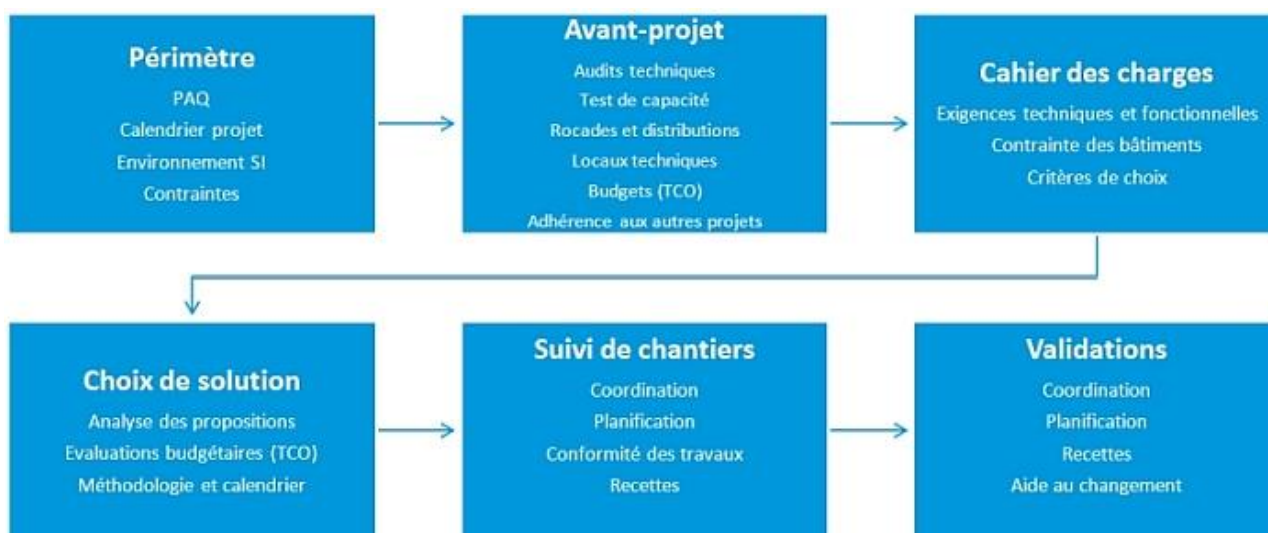 Périmètre
PAQ
Calendrier projet
Environnement SI
Contraintes
Avant-projet
Audits techniques
Test de capacité
Rocades et distributions
Locaux techniques
Budgets (TCO)
Adhérence aux autres projets
Cahier des charges
Exigences techniques et fonctionnelles
Contrainte des bâtiments
Critères de choix
Choix de solution
Analyse des propositions
Evaluations budgétaires (TCO)
Méthodologie et calendrier
Suivi de chantiers
Coordination
Planification
Conformité des travaux
Recettes
Validations
Coordination
Planification
Recettes
Aide au changement